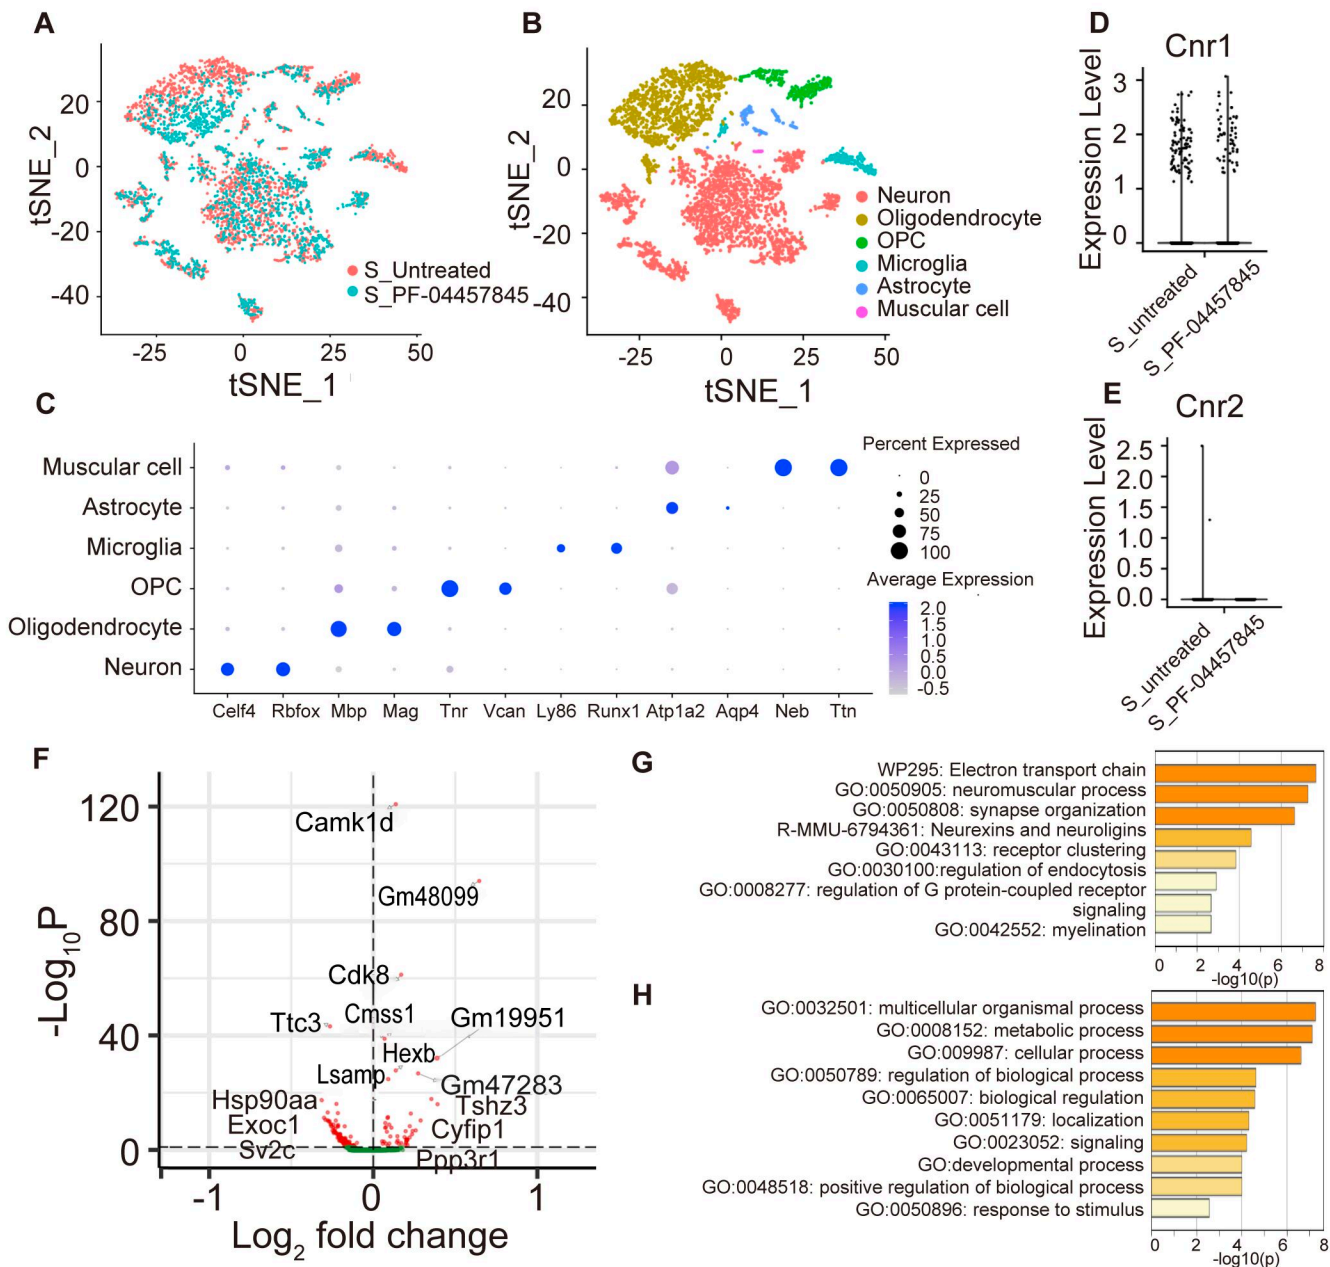 A
tSNE_2
20
0
-20
-40
-25
0
25
50
tSNE_1
S_Untreated
S_PF-04457845
B
tSNE_2
20
0
-20
-40
-25
0
25
50
tSNE_1
Neuron
Oligodendrocyte
OPC
Microglia
Astrocyte
Muscular cell
D
Cnr1
Expression Level
3
2
1
0
S_untreated
S_PF-04457845
E
Cnr2
Expression Level
2.5
2.0
1.5
1.0
0.5
0.0
S_untreated
S_PF-04457845
C
Muscular cell
Astrocyte
Microglia
OPC
Oligodendrocyte
Neuron
Celf4 Rbfox Mbp Mag Tnr Vcan Ly86 Runx1 Atp1a2 Aqp4 Neb Ttn
Percent Expressed
0
25
50
75
100
Average Expression
2.0
1.5
1.0
0.5
0.0
-0.5
F
-Log10P
120
80
40
0
-1
0
1
Log2 fold change
Camk1d
Gm48099
Cdk8
Cmss1
Ttc3
Gm19951
Hexb
Lsamp
Gm47283
Hsp90aa
Tshz3
Exoc1
Cyfip1
Sv2c
Ppp3r1
G
WP295: Electron transport chain
GO:0050905: neuromuscular process
GO:0050808: synapse organization
R-MMU-6794361: Neurexins and neuroligins
GO:0043113: receptor clustering
GO:0030100:regulation of endocytosis
GO:0008277: regulation of G protein-coupled receptor
signaling
GO:0042552: myelination
0 2 4 6 8
-log10(p)
H
GO:0032501: multicellular organismal process
GO:0008152: metabolic process
GO:009987: cellular process
GO:0050789: regulation of biological process
GO:0065007: biological regulation
GO:0051179: localization
GO:0023052: signaling
GO:developmental process
GO:0048518: positive regulation of biological process
GO:0050896: response to stimulus
0 2 4 6 8
-log10(p)